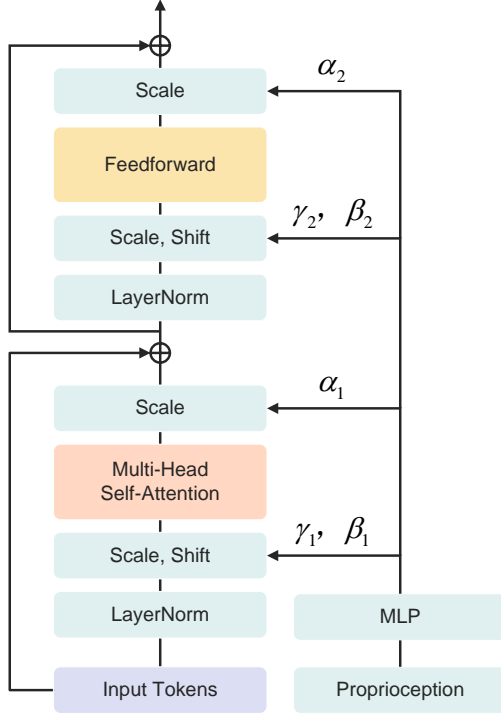 Scale
α₂
Feedforward
γ₂, β₂
Scale, Shift
LayerNorm
Scale
α₁
Multi-Head
Self-Attention
γ₁, β₁
Scale, Shift
LayerNorm
MLP
Input Tokens
Proprioception